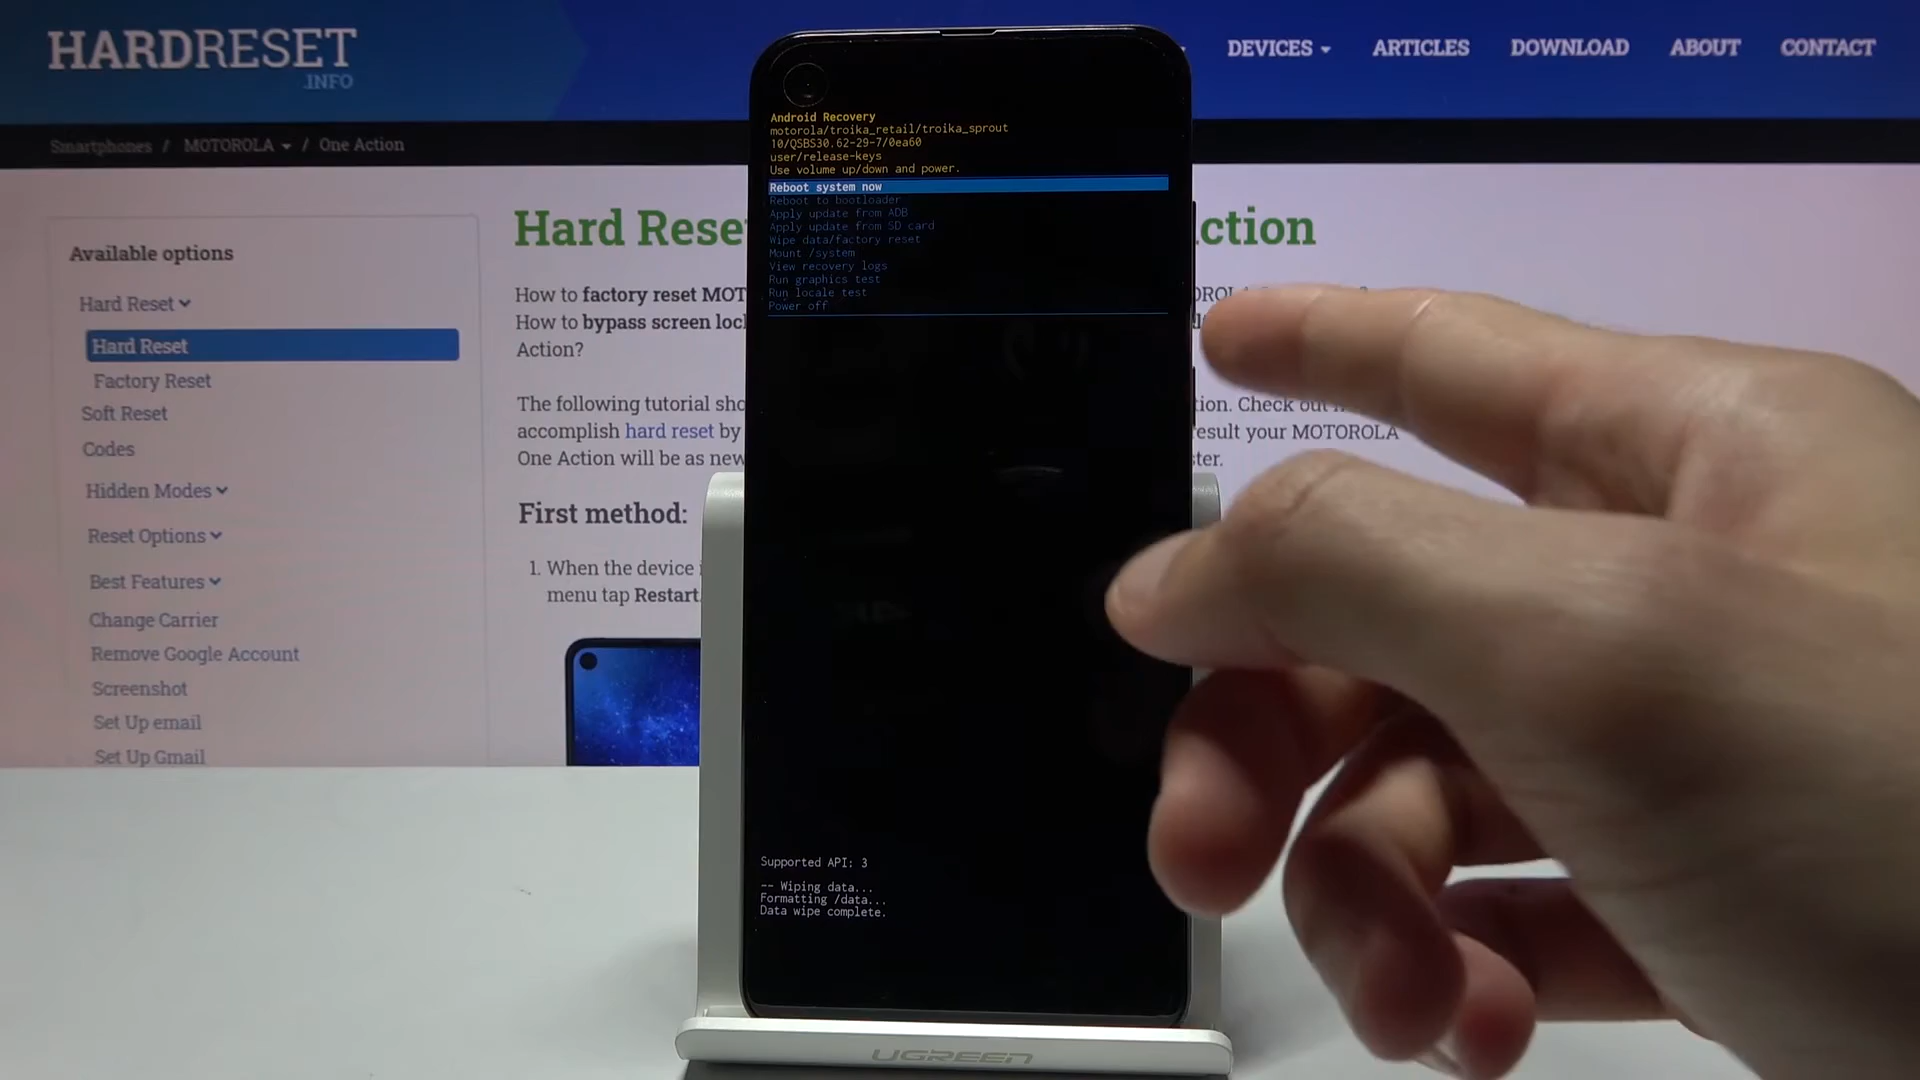 HARDRESET
.INFO
DEVICES
ARTICLES
DOWNLOAD
ABOUT
CONTACT
Smartphones / MOTOROLA / One Action
Available options
Hard Reset
Hard Reset
Factory Reset
Soft Reset
Codes
Hidden Modes
Reset Options
Best Features
Change Carrier
Remove Google Account
Screenshot
Set Up email
Set Up Gmail
Hard Rese
ction
How to factory reset MOT
How to bypass screen loc
Action?
The following tutorial sho
tion. Check out
accomplish hard reset by
esult your MOTOROLA
One Action will be as new
ster.
First method:
1. When the device
menu tap Restart
Android Recovery
motorola/troika_retail/troika_sprout
10/QSBS30.62-29-7/0ea60
user/release-keys
Use volume up/down and power.
Reboot system now
Reboot to bootloader
Apply update from ADB
Apply update from SD card
Wipe data/factory reset
Mount /system
View recovery logs
Run graphics test
Run locale test
Power off
Supported API: 3
-- Wiping data...
Formatting /data...
Data wipe complete.
UGREEN